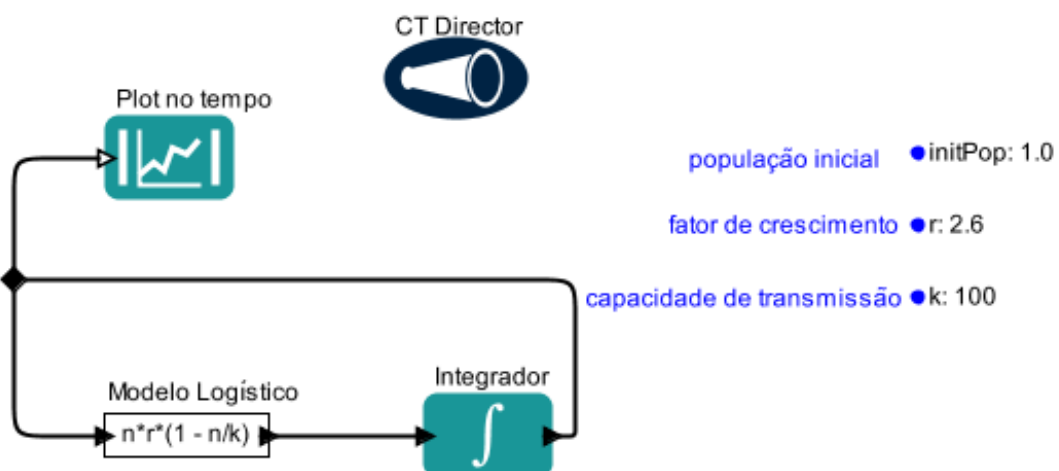 CT Director
Plot no tempo
população inicial
initPop: 1.0
fator de crescimento
r: 2.6
capacidade de transmissão
k: 100
Modelo Logístico
n*r*(1 - n/k)
Integrador
∫